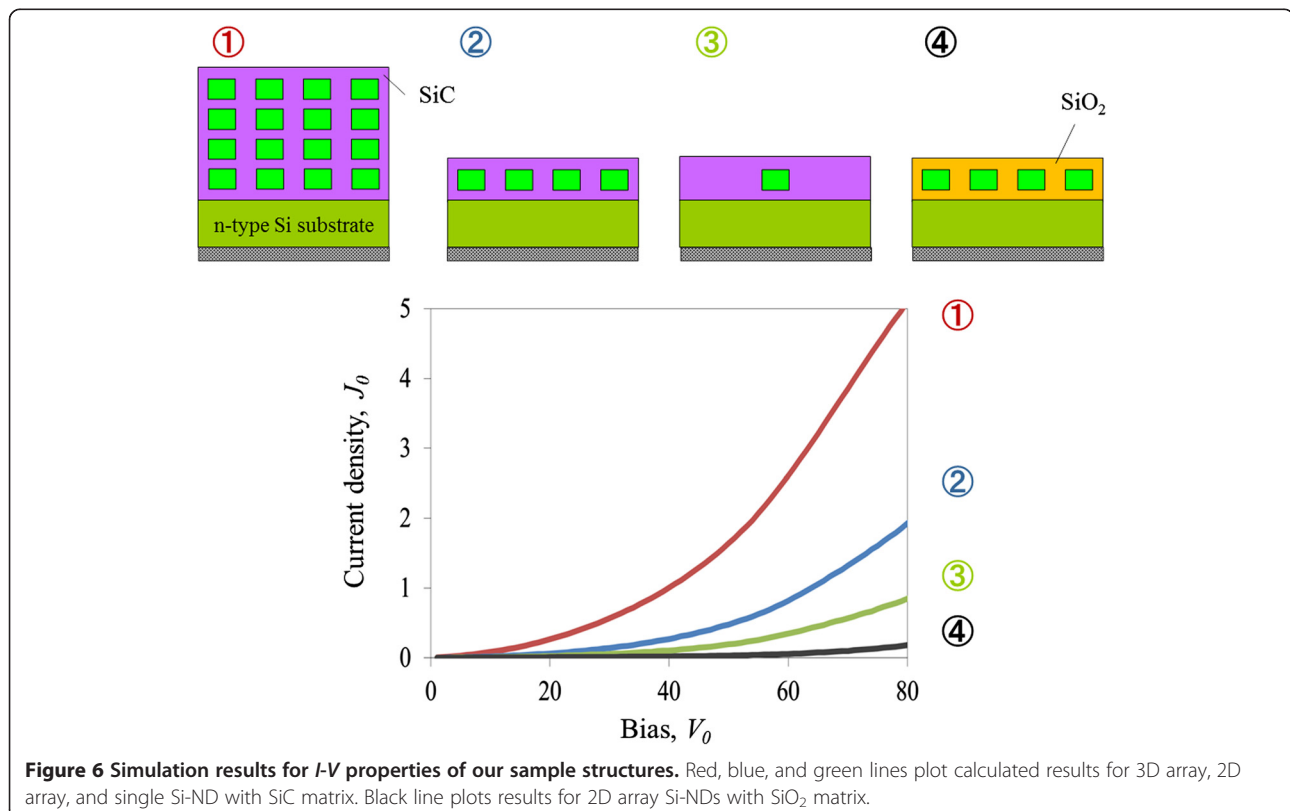 ① ② ③ ④
SiC
SiO₂
n-type Si substrate
5
4
3
2
1
0
Current density, J₀
0 20 40 60 80
Bias, V₀
①
②
③
④
Figure 6 Simulation results for I-V properties of our sample structures. Red, blue, and green lines plot calculated results for 3D array, 2D
array, and single Si-ND with SiC matrix. Black line plots results for 2D array Si-NDs with SiO₂ matrix.